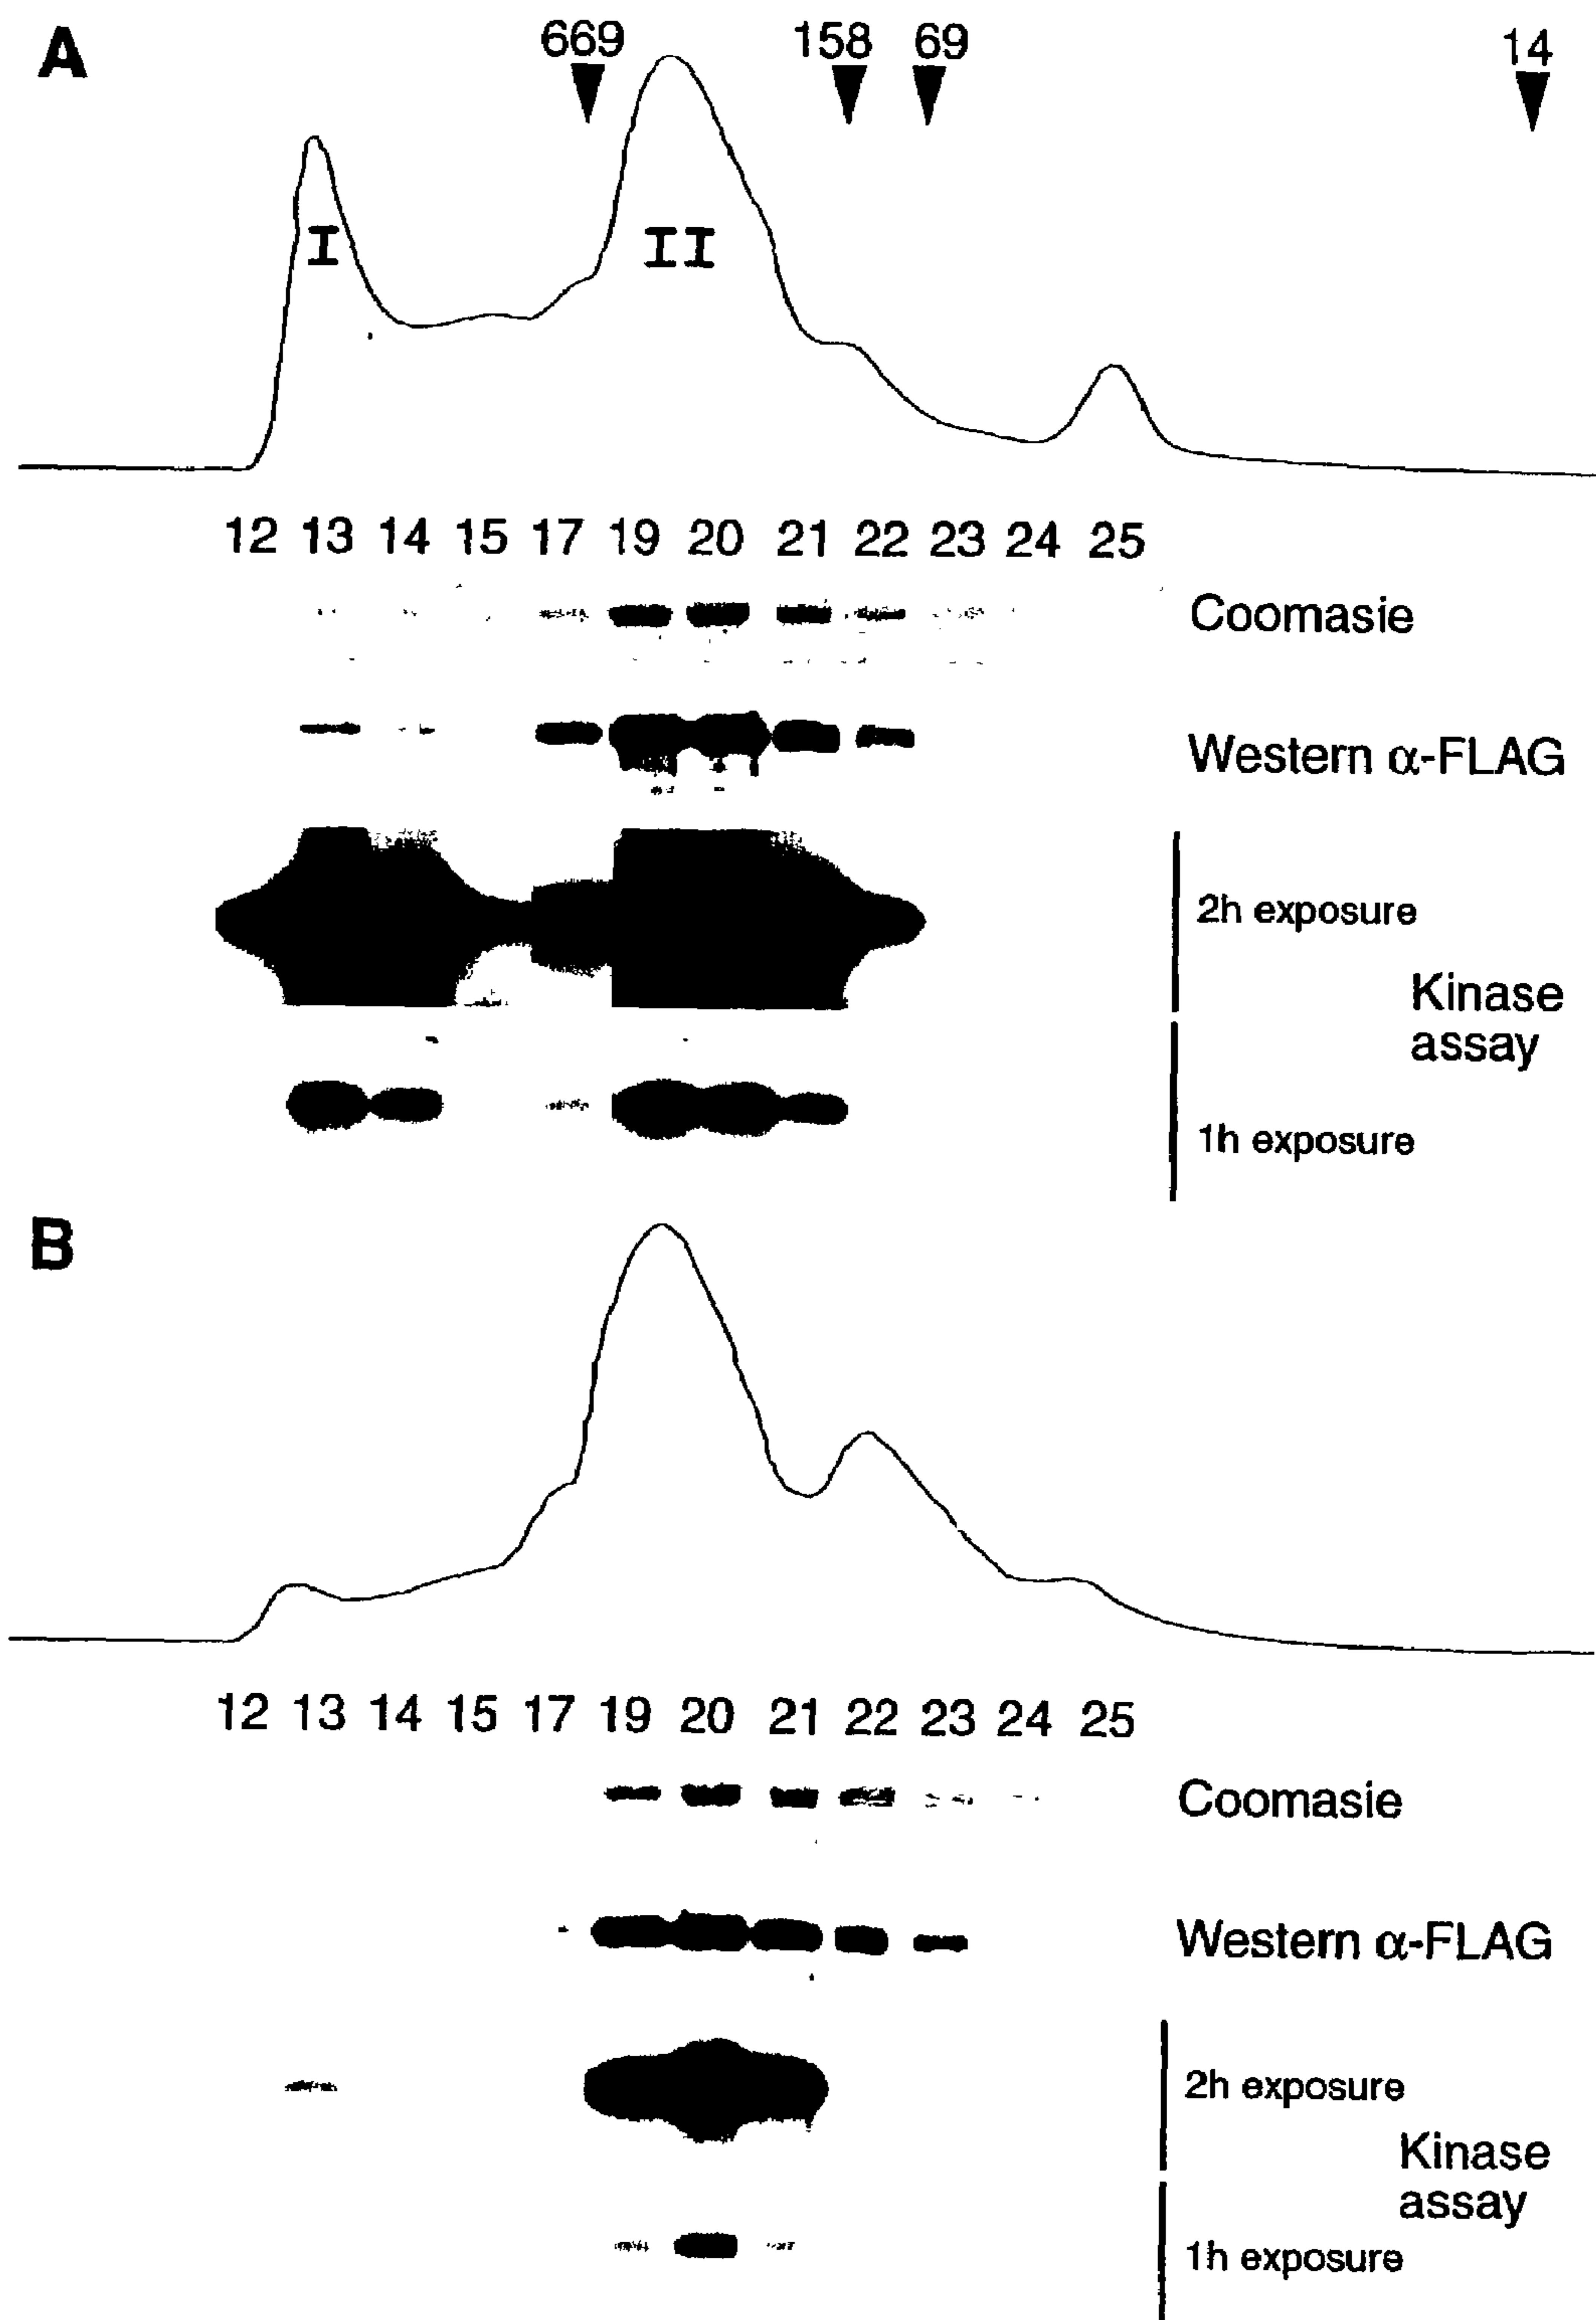 A
669 158 69 14
I II
12 13 14 15 17 19 20 21 22 23 24 25
Coomasie
Western α-FLAG
2h exposure
Kinase
assay
1h exposure
B
12 13 14 15 17 19 20 21 22 23 24 25
Coomasie
Western α-FLAG
2h exposure
Kinase
assay
1h exposure